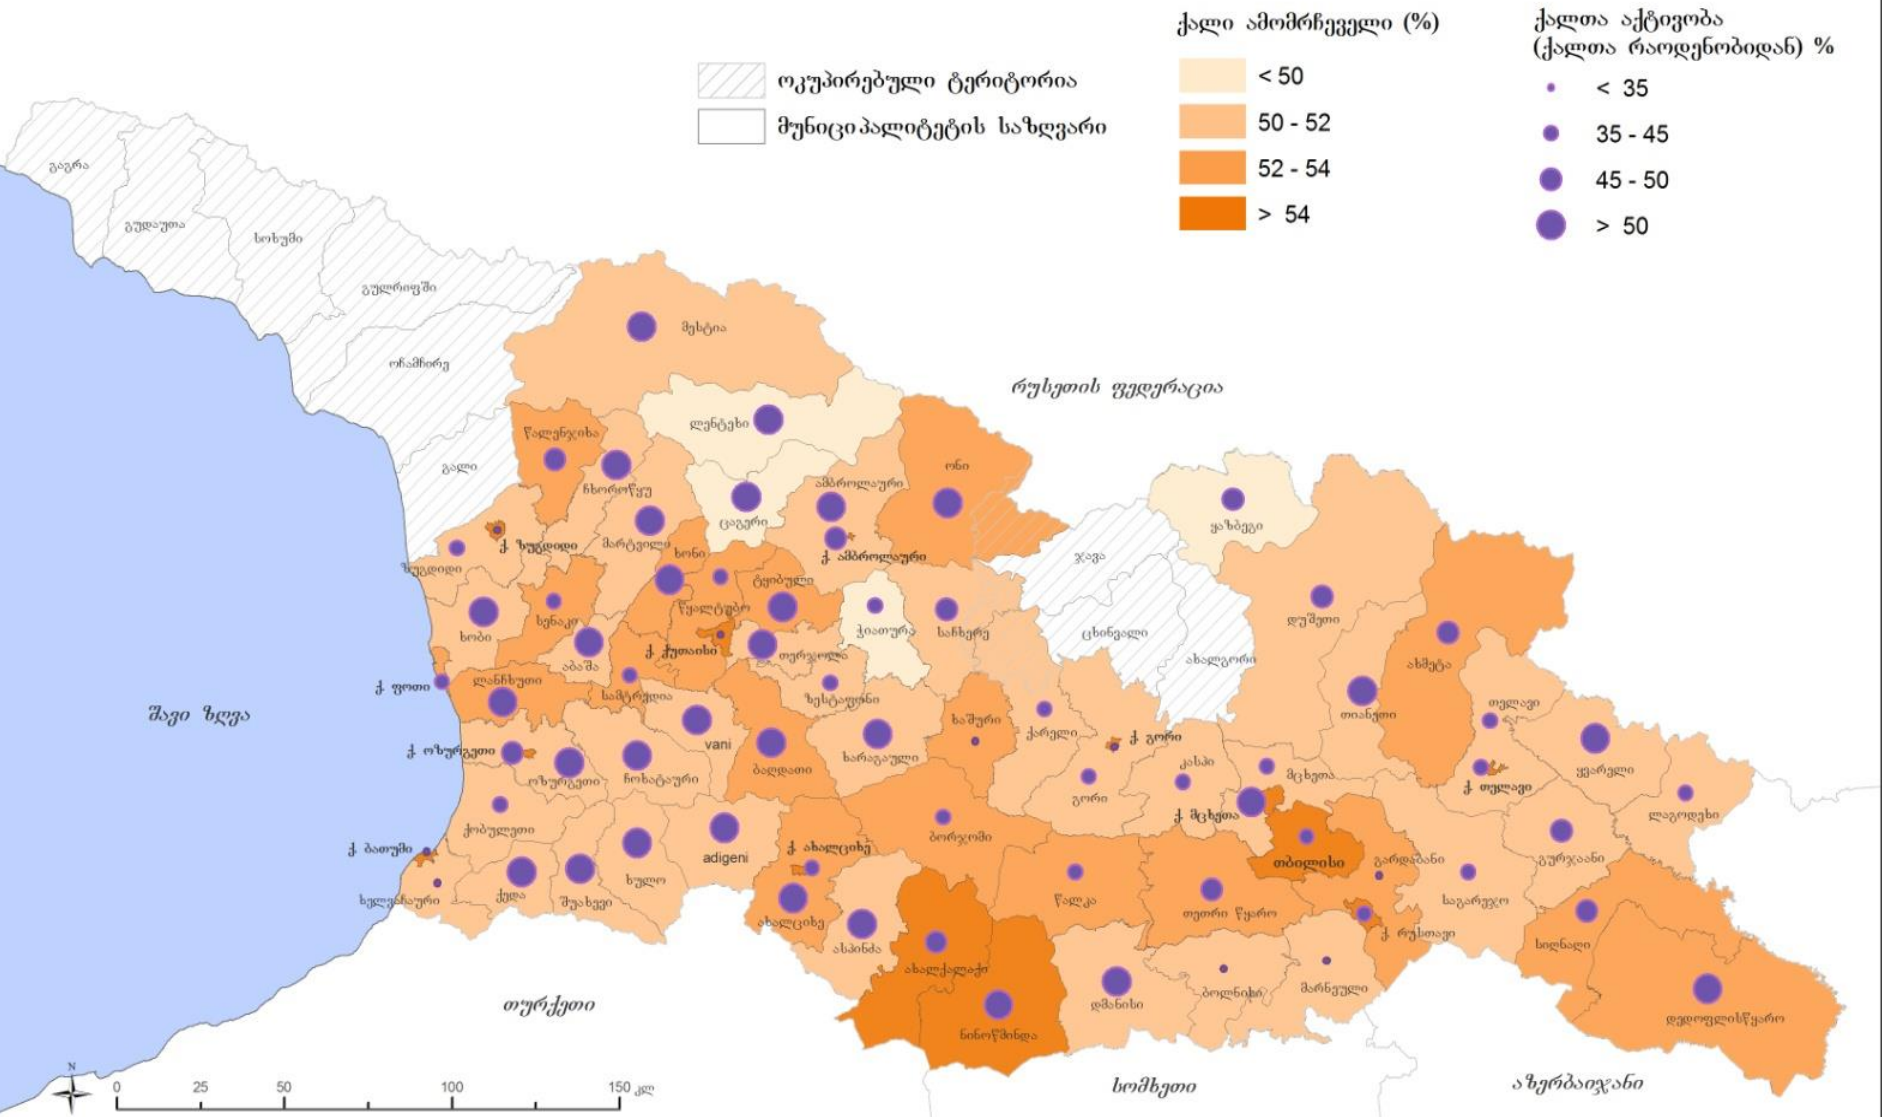 ქალი ამომრჩეველი (%)
< 50
50 - 52
52 - 54
> 54
ქალთა აქტივობა
(ქალთა რაოდენობიდან) %
< 35
35 - 45
45 - 50
> 50
ოკუპირებული ტერიტორია
მუნიციპალიტეტის საზღვარი
გაგრა
გუდაუთა
სოხუმი
გულრიფში
ოჩამჩირე
გალი
მესტია
რუსეთის ფედერაცია
ლენტეხი
წალენჯიხა
ჩხოროწყუ
ცაგერი
ამბროლაური
ონი
ქ. ზუგდიდი
ზუგდიდი
მარტვილი
ხონი
ქ. ამბროლაური
ყაზბეგი
ჯავა
ტყიბული
წყალტუბო
სენაკი
ხობი
ჭიათურა
საჩხერე
ცხინვალი
ახალგორი
დუშეთი
ახმეტა
აბაშა
ქ. ქუთაისი
თერჯოლა
ქ. ფოთი
ლანჩხუთი
სამტრედია
ზესტაფონი
ხაშური
ქარელი
თიანეთი
თელავი
შავი ზღვა
ქ. ოზურგეთი
ოზურგეთი
ჩოხატაური
vani
ბაღდათი
ხარაგაული
ქ. გორი
გორი
კასპი
მცხეთა
ქ. მცხეთა
ქ. თელავი
ყვარელი
ლაგოდეხი
ქობულეთი
ქ. ბათუმი
ხელვაჩაური
ქედა
შუახევი
ხულო
adigeni
ქ. ახალციხე
ახალციხე
ბორჯომი
ასპინძა
წალკა
თეთრი წყარო
თბილისი
გარდაბანი
ქ. რუსთავი
საგარეჯო
გურჯაანი
სიღნაღი
დედოფლისწყარო
ახალქალაქი
ნინოწმინდა
დმანისი
ბოლნისი
მარნეული
თურქეთი
სომხეთი
აზერბაიჯანი
N
0 25 50 100 150 კლ